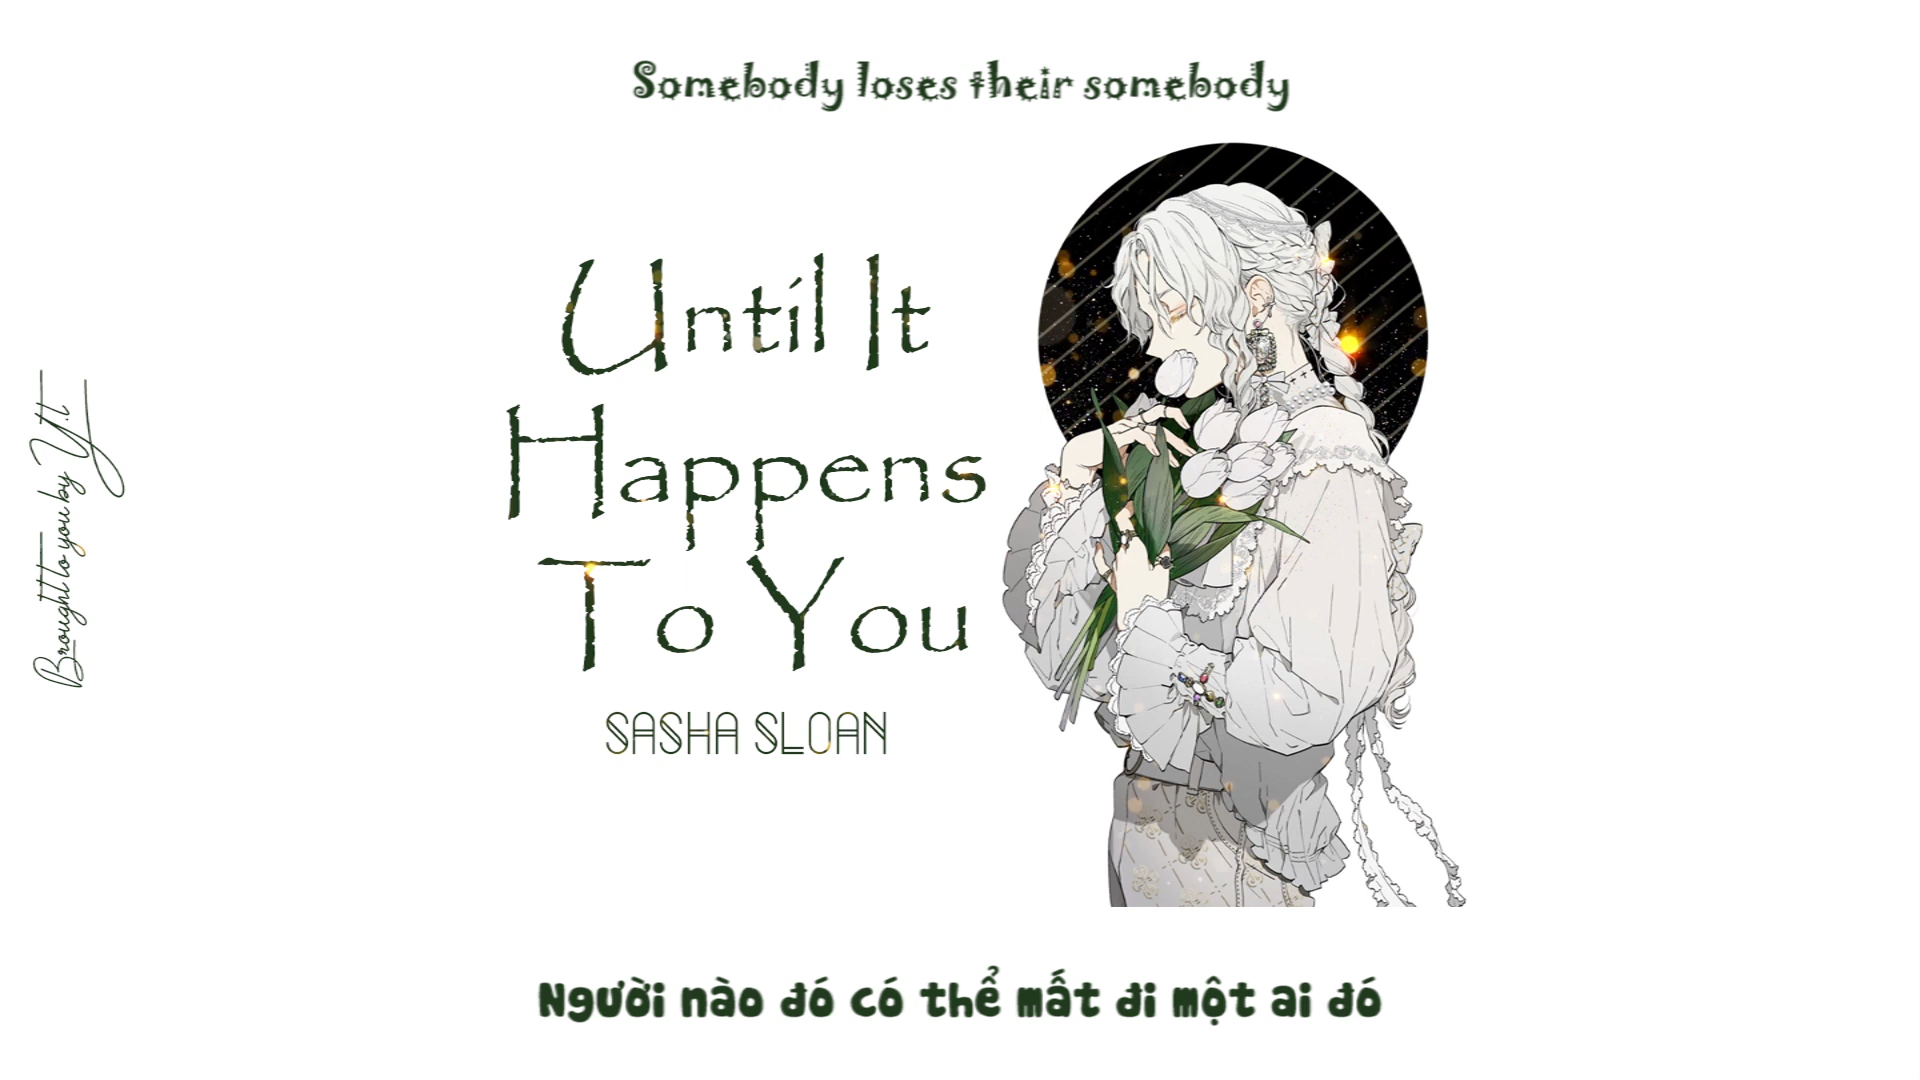 Somebody loses their somebody
Until It
Happens
To You
SASHA SLOAN
Brought to you by Y.t
Người nào đó có thể mất đi một ai đó